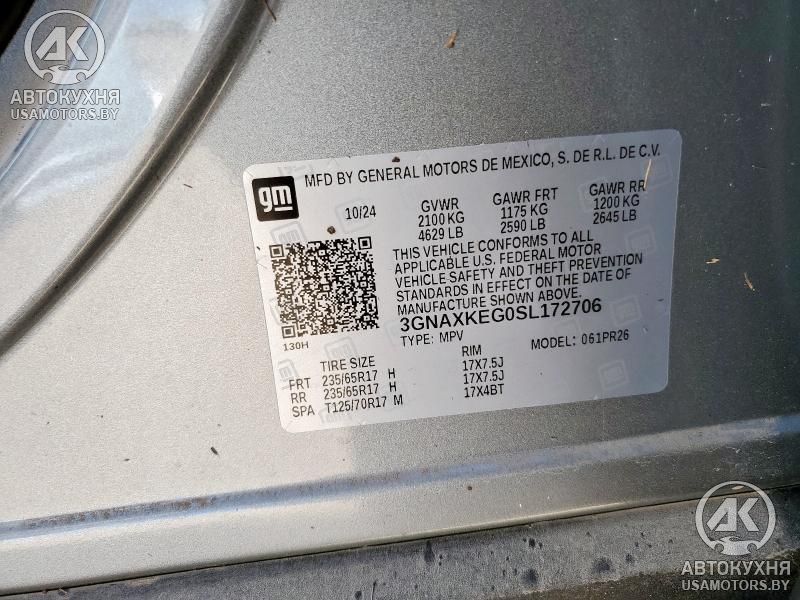 AK
АВТОКУХНЯ
USAMOTORS.BY
gm
MFD BY GENERAL MOTORS DE MEXICO, S. DE R.L. DE C.V.
10/24
GVWR GAWR FRT GAWR RR
2100 KG 1175 KG 1200 KG
4629 LB 2590 LB 2645 LB
THIS VEHICLE CONFORMS TO ALL
APPLICABLE U.S. FEDERAL MOTOR
VEHICLE SAFETY AND THEFT PREVENTION
STANDARDS IN EFFECT ON THE DATE OF
MANUFACTURE SHOWN ABOVE.
3GNAXKEG0SL172706
TYPE: MPV MODEL: 061PR26
130H
TIRE SIZE RIM
FRT 235/65R17 H 17X7.5J
RR 235/65R17 H 17X7.5J
SPA T125/70R17 M 17X4BT
AK
АВТОКУХНЯ
USAMOTORS.BY